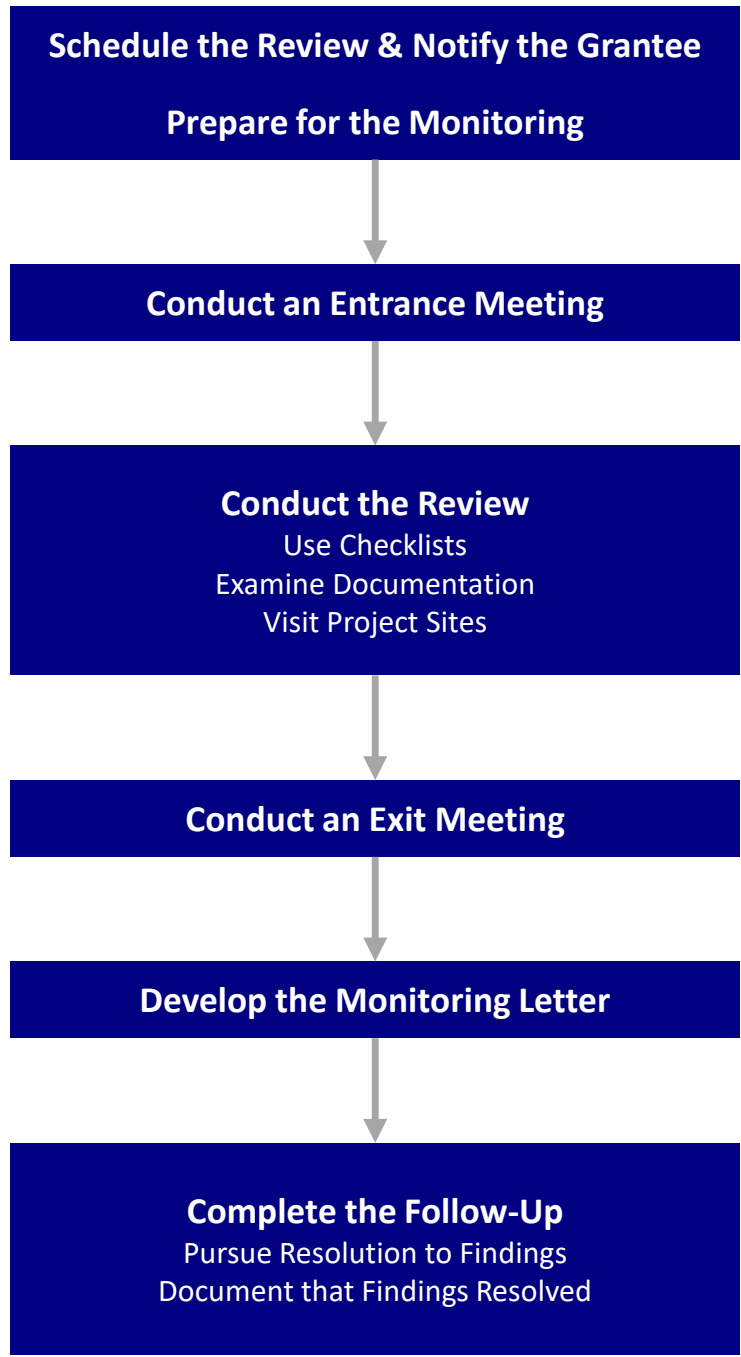 Schedule the Review & Notify the Grantee
Prepare for the Monitoring
Conduct an Entrance Meeting
Conduct the Review
Use Checklists
Examine Documentation
Visit Project Sites
Conduct an Exit Meeting
Develop the Monitoring Letter
Complete the Follow-Up
Pursue Resolution to Findings
Document that Findings Resolved